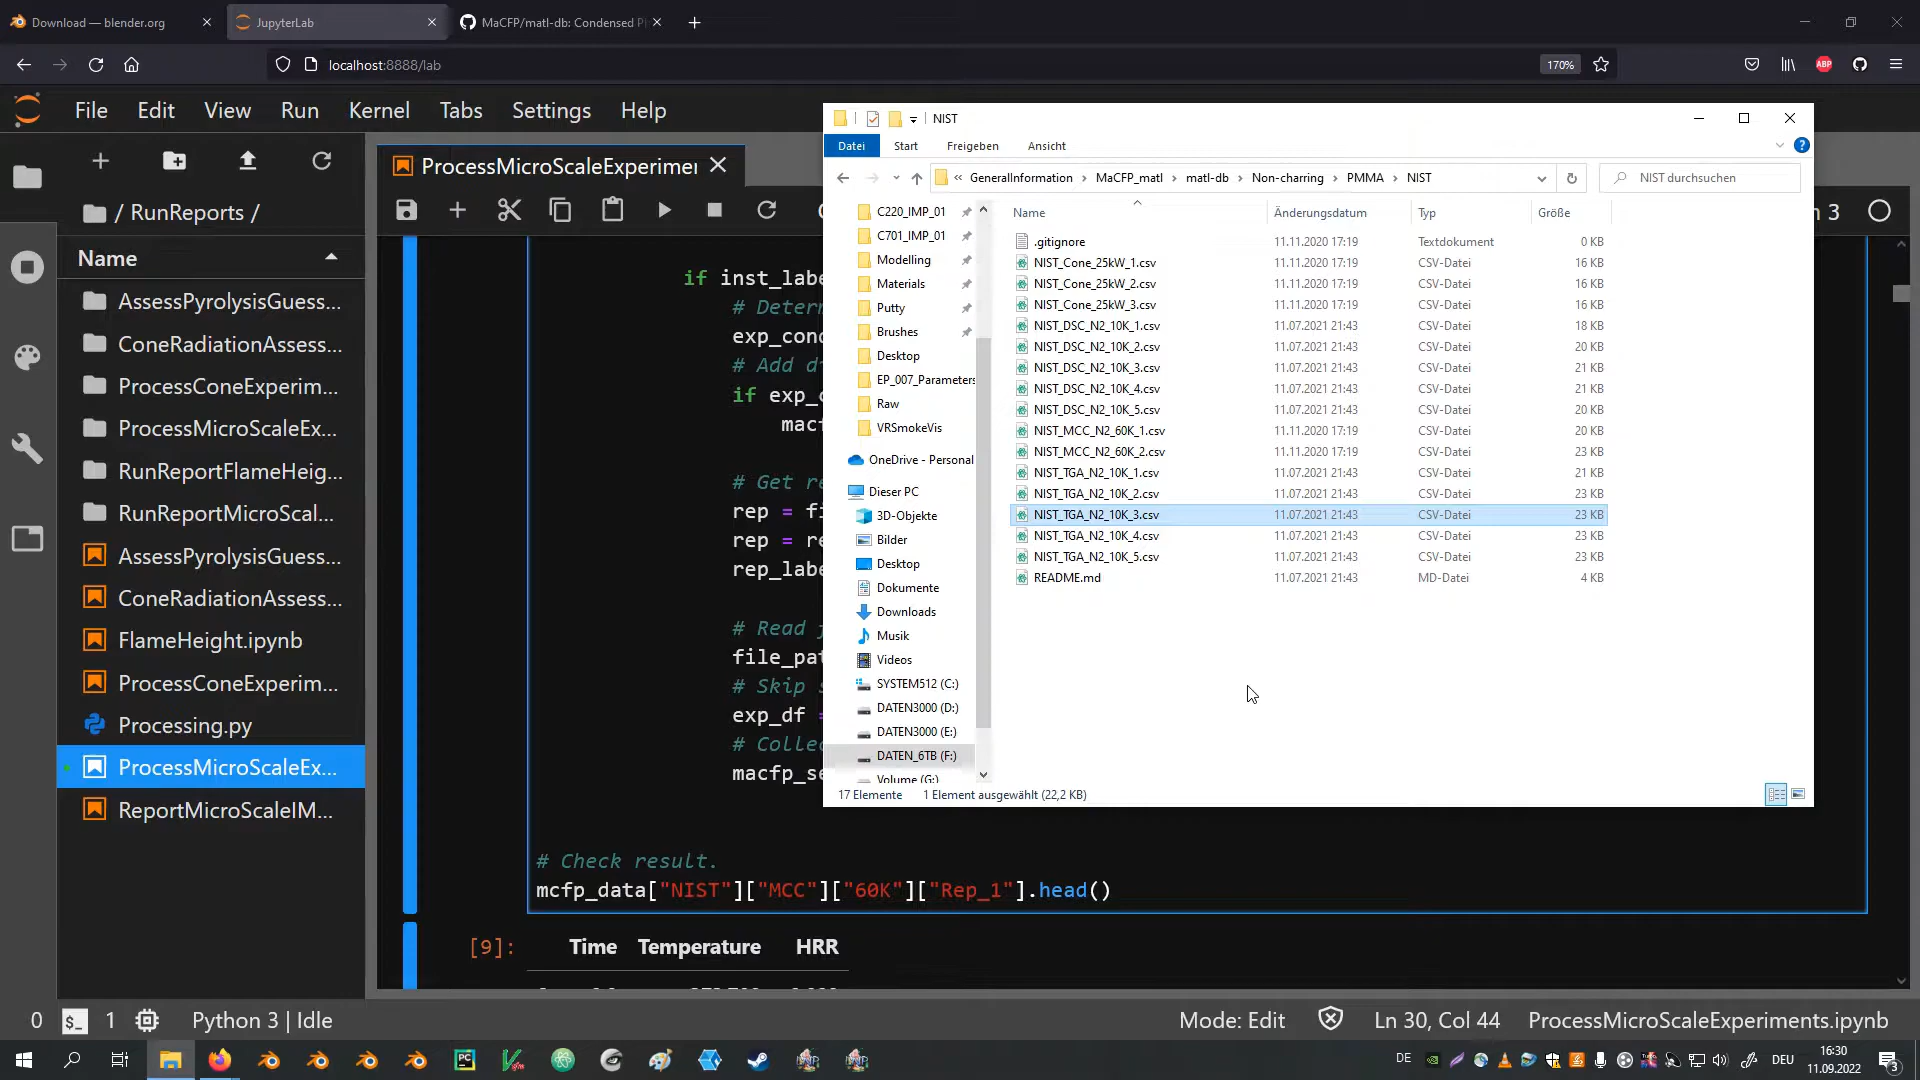 Download — blender.org
JupyterLab
MaCFP/matl-db: Condensed P
localhost:8888/lab
170%
ABP
File Edit View Run Kernel Tabs Settings Help
ProcessMicroScaleExperimer
/ RunReports /
Name
AssessPyrolysisGuess...
ConeRadiationAssess...
ProcessConeExperim...
ProcessMicroScaleEx...
RunReportFlameHeig...
RunReportMicroScal...
AssessPyrolysisGuess...
ConeRadiationAssess...
FlameHeight.ipynb
ProcessConeExperim...
Processing.py
ProcessMicroScaleEx...
ReportMicroScaleIM...
3
if inst_labe
# Determ
exp_cond
# Add di
if exp_c
macf
# Get re
rep = fi
rep = re
rep_labe
# Read
file_pat
# Skip s
exp_df =
# Collec
macfp_se
# Check result.
mcfp_data["NIST"]["MCC"]["60K"]["Rep_1"].head()
[9]:
Time Temperature HRR
NIST
Datei Start Freigeben Ansicht
« GeneralInformation › MaCFP_matl › matl-db › Non-charring › PMMA › NIST
NIST durchsuchen
C220_IMP_01
C701_IMP_01
Modelling
Materials
Putty
Brushes
Desktop
EP_007_Parameters
Raw
VRSmokeVis
OneDrive - Personal
Dieser PC
3D-Objekte
Bilder
Desktop
Dokumente
Downloads
Musik
Videos
SYSTEM512 (C:)
DATEN3000 (D:)
DATEN3000 (E:)
DATEN_6TB (F:)
Volume (G:)
Name Änderungsdatum Typ Größe
.gitignore 11.11.2020 17:19 Textdokument 0 KB
NIST_Cone_25kW_1.csv 11.11.2020 17:19 CSV-Datei 16 KB
NIST_Cone_25kW_2.csv 11.11.2020 17:19 CSV-Datei 16 KB
NIST_Cone_25kW_3.csv 11.11.2020 17:19 CSV-Datei 16 KB
NIST_DSC_N2_10K_1.csv 11.07.2021 21:43 CSV-Datei 18 KB
NIST_DSC_N2_10K_2.csv 11.07.2021 21:43 CSV-Datei 20 KB
NIST_DSC_N2_10K_3.csv 11.07.2021 21:43 CSV-Datei 21 KB
NIST_DSC_N2_10K_4.csv 11.07.2021 21:43 CSV-Datei 21 KB
NIST_DSC_N2_10K_5.csv 11.07.2021 21:43 CSV-Datei 20 KB
NIST_MCC_N2_60K_1.csv 11.11.2020 17:19 CSV-Datei 20 KB
NIST_MCC_N2_60K_2.csv 11.11.2020 17:19 CSV-Datei 23 KB
NIST_TGA_N2_10K_1.csv 11.07.2021 21:43 CSV-Datei 21 KB
NIST_TGA_N2_10K_2.csv 11.07.2021 21:43 CSV-Datei 23 KB
NIST_TGA_N2_10K_3.csv 11.07.2021 21:43 CSV-Datei 23 KB
NIST_TGA_N2_10K_4.csv 11.07.2021 21:43 CSV-Datei 23 KB
NIST_TGA_N2_10K_5.csv 11.07.2021 21:43 CSV-Datei 23 KB
README.md 11.07.2021 21:43 MD-Datei 4 KB
17 Elemente 1 Element ausgewählt (22,2 KB)
0 1 Python 3 | Idle
Mode: Edit Ln 30, Col 44 ProcessMicroScaleExperiments.ipynb
DE DEU
16:30
11.09.2022
3